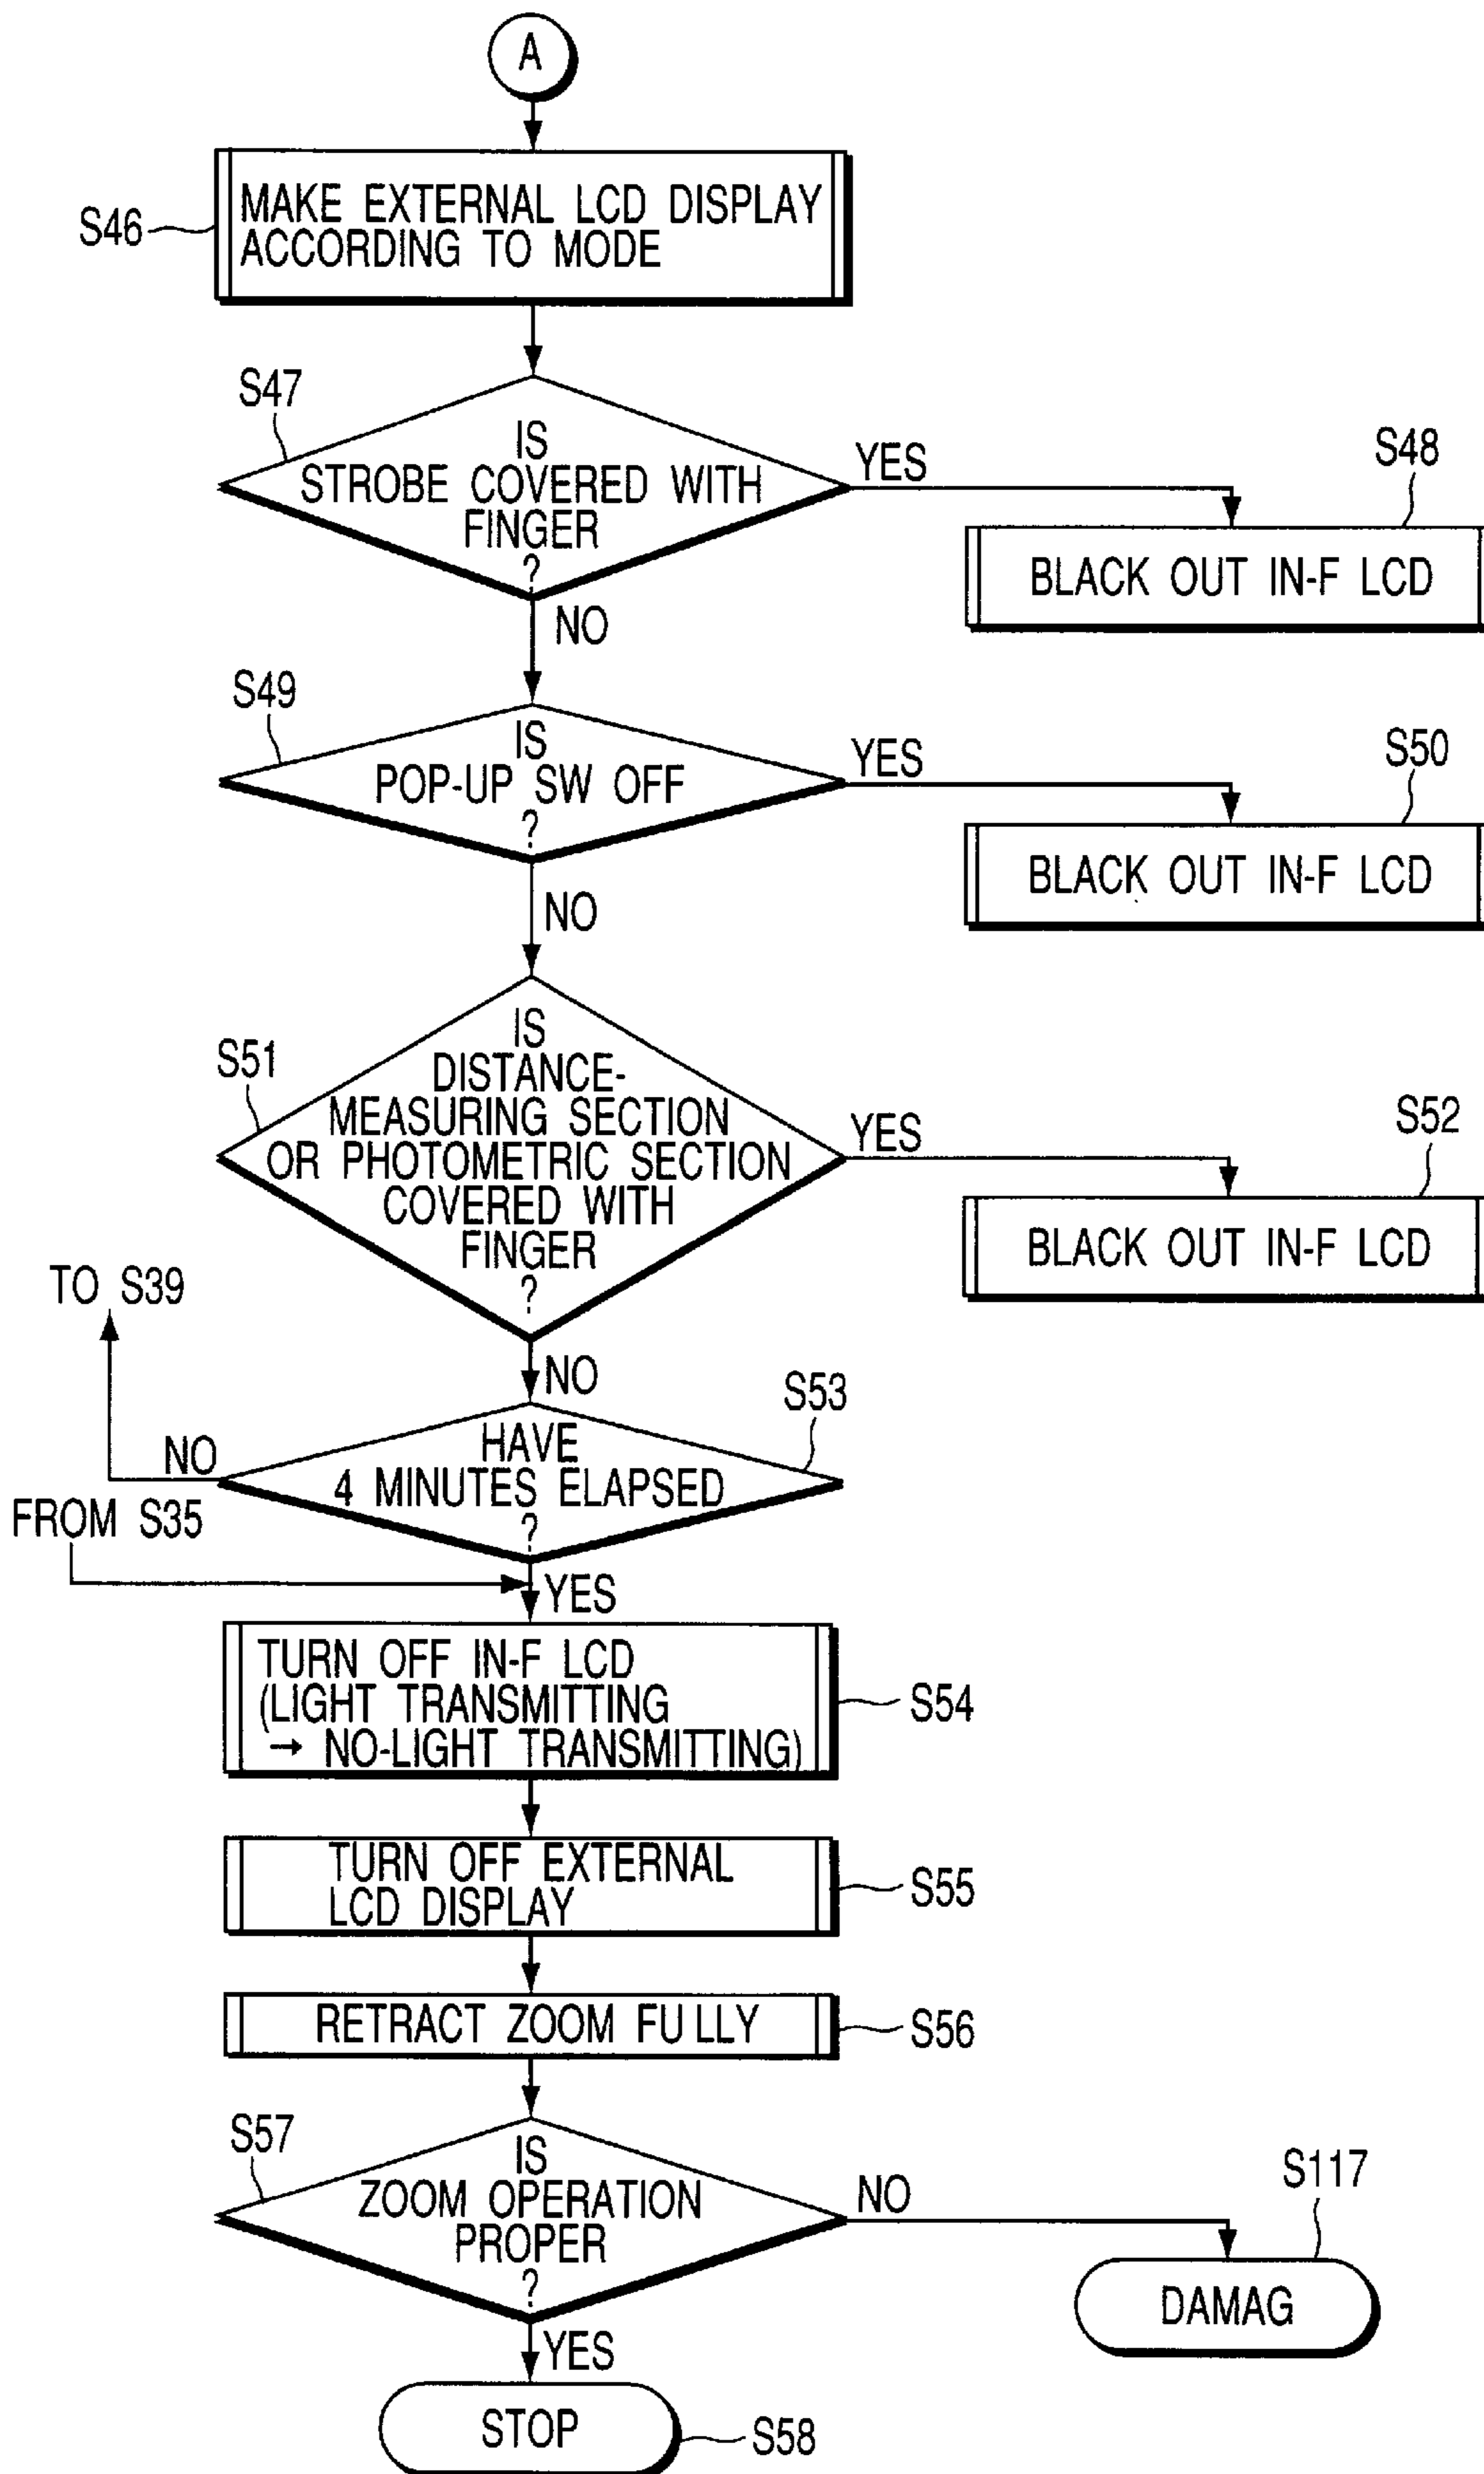 A
S46
MAKE EXTERNAL LCD DISPLAY
ACCORDING TO MODE
S47
IS
STROBE COVERED WITH
FINGER
?
YES
S48
BLACK OUT IN-F LCD
NO
S49
IS
POP-UP SW OFF
?
YES
S50
BLACK OUT IN-F LCD
NO
S51
IS
DISTANCE-
MEASURING SECTION
OR PHOTOMETRIC SECTION
COVERED WITH
FINGER
?
YES
S52
BLACK OUT IN-F LCD
TO S39
NO
S53
HAVE
4 MINUTES ELAPSED
?
NO
FROM S35
YES
TURN OFF IN-F LCD
(LIGHT TRANSMITTING
→ NO-LIGHT TRANSMITTING)
S54
TURN OFF EXTERNAL
LCD DISPLAY
S55
RETRACT ZOOM FULLY
S56
S57
IS
ZOOM OPERATION
PROPER
?
NO
S117
DAMAG
YES
STOP
S58